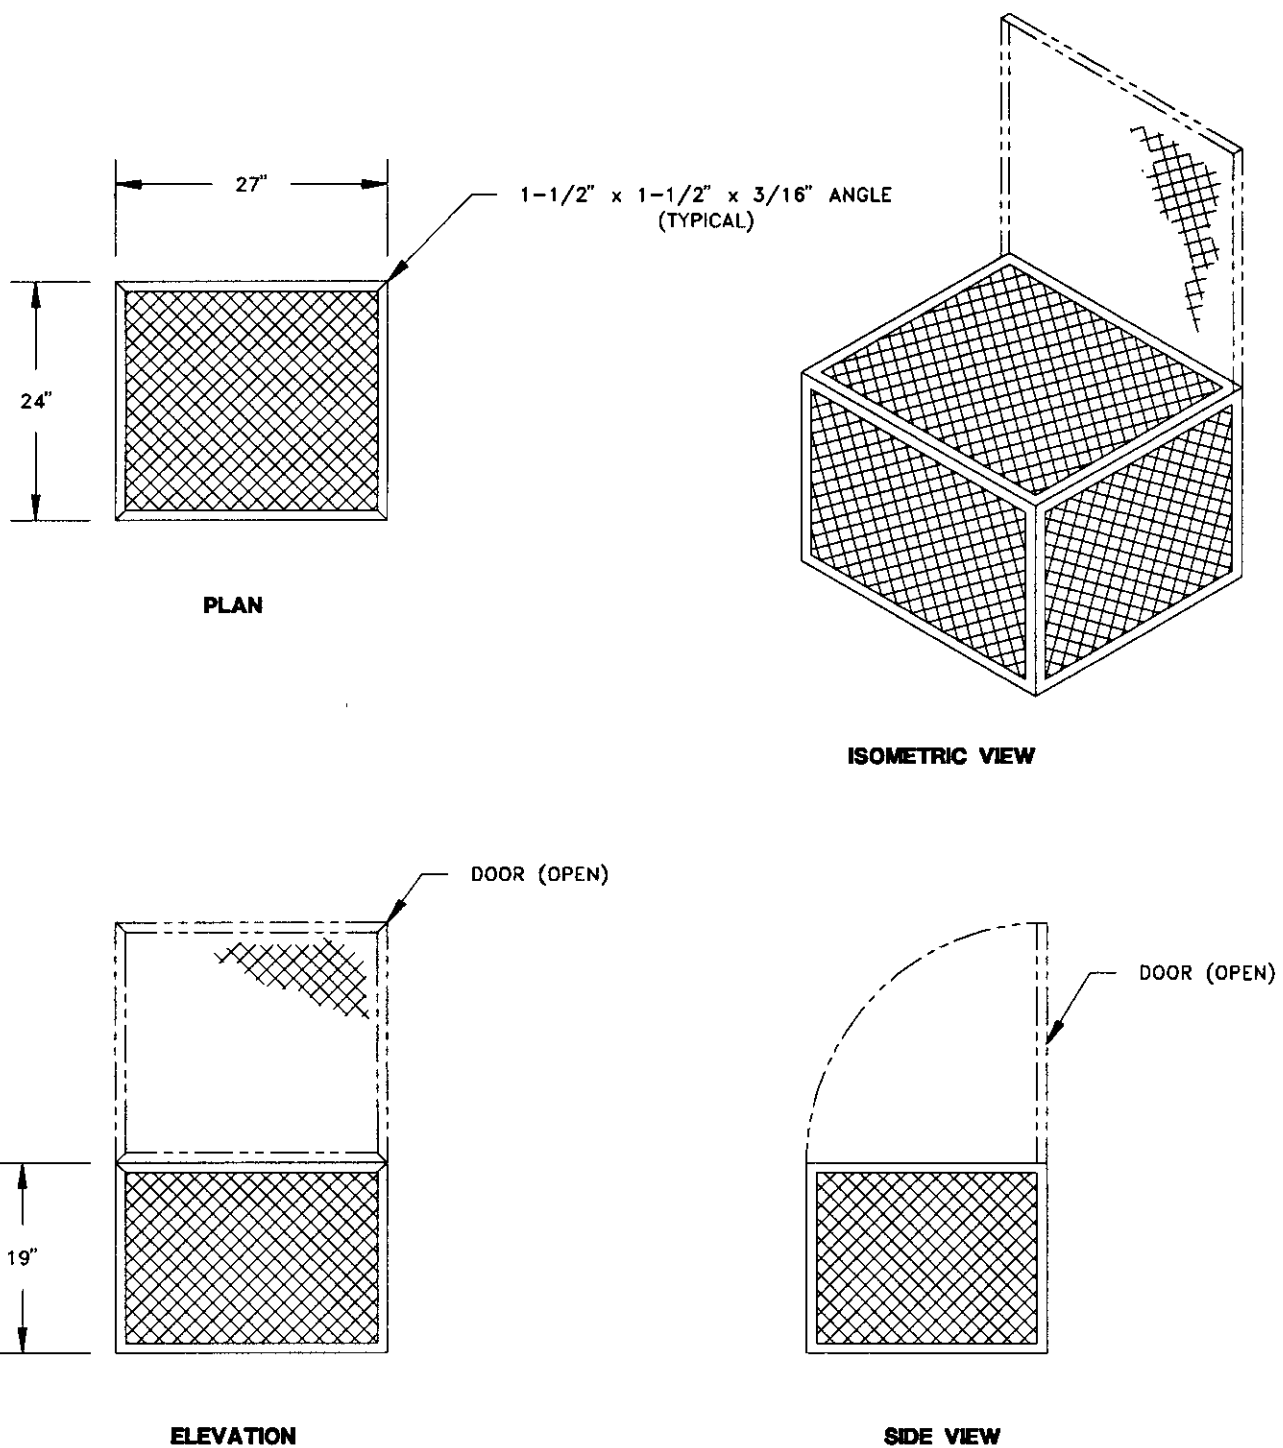 27"
1-1/2" x 1-1/2" x 3/16" ANGLE
(TYPICAL)
24"
PLAN
ISOMETRIC VIEW
DOOR (OPEN)
DOOR (OPEN)
19"
ELEVATION
SIDE VIEW